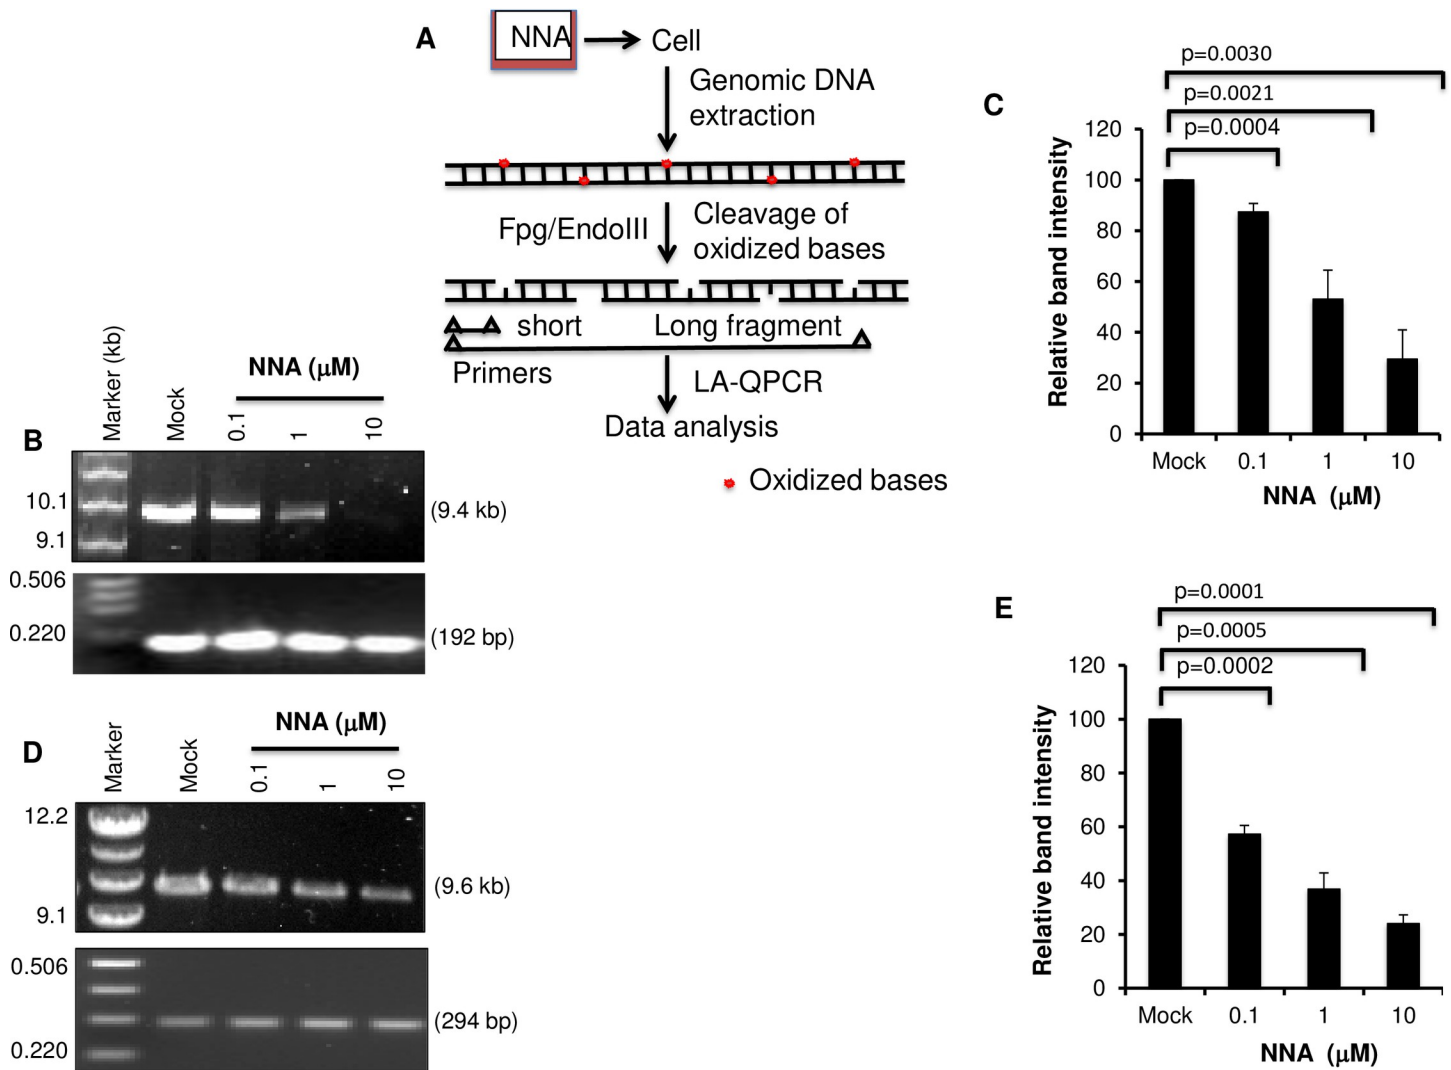 A
NNA
Cell
Genomic DNA
extraction
Fpg/EndoIII
Cleavage of
oxidized bases
short
Long fragment
Primers
LA-QPCR
Data analysis
Oxidized bases
B
Marker (kb)
Mock
NNA (μM)
0.1
1
10
10.1
9.1
(9.4 kb)
0.506
0.220
(192 bp)
C
p=0.0030
p=0.0021
p=0.0004
Relative band intensity
120
100
80
60
40
20
0
Mock 0.1 1 10
NNA (μM)
D
Marker
Mock
NNA (μM)
0.1
1
10
12.2
9.1
(9.6 kb)
0.506
0.220
(294 bp)
E
p=0.0001
p=0.0005
p=0.0002
Relative band intensity
120
100
80
60
40
20
0
Mock 0.1 1 10
NNA (μM)